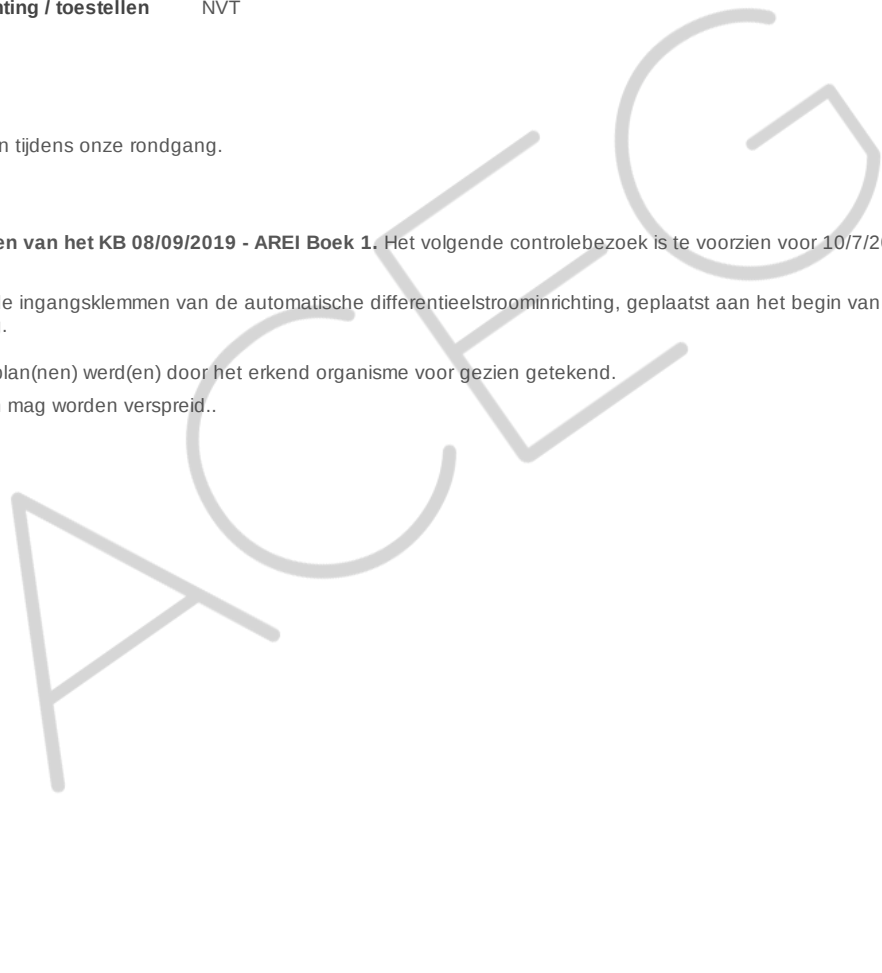 nting / toestellen NVT
n tijdens onze rondgang.
en van het KB 08/09/2019 - AREI Boek 1. Het volgende controlebezoek is te voorzien voor 10/7/20
e ingangsklemmen van de automatische differentieelstroominrichting, geplaatst aan het begin van
plan(nen) werd(en) door het erkend organisme voor gezien getekend.
mag worden verspreid..
ACEG